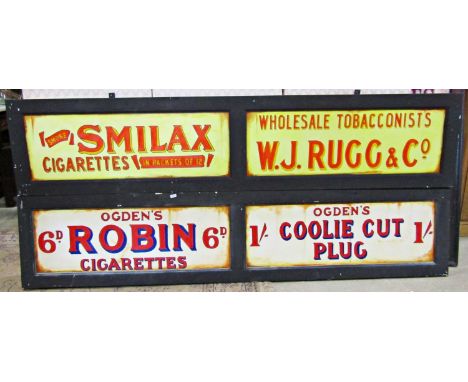 SMOKE SMILAX
CIGARETTES IN PACKETS OF 12
WHOLESALE TOBACCONISTS
W.J. RUGG & Cº
OGDEN'S
6D ROBIN 6D
CIGARETTES
OGDEN'S
1/- COOLIE CUT 1/-
PLUG